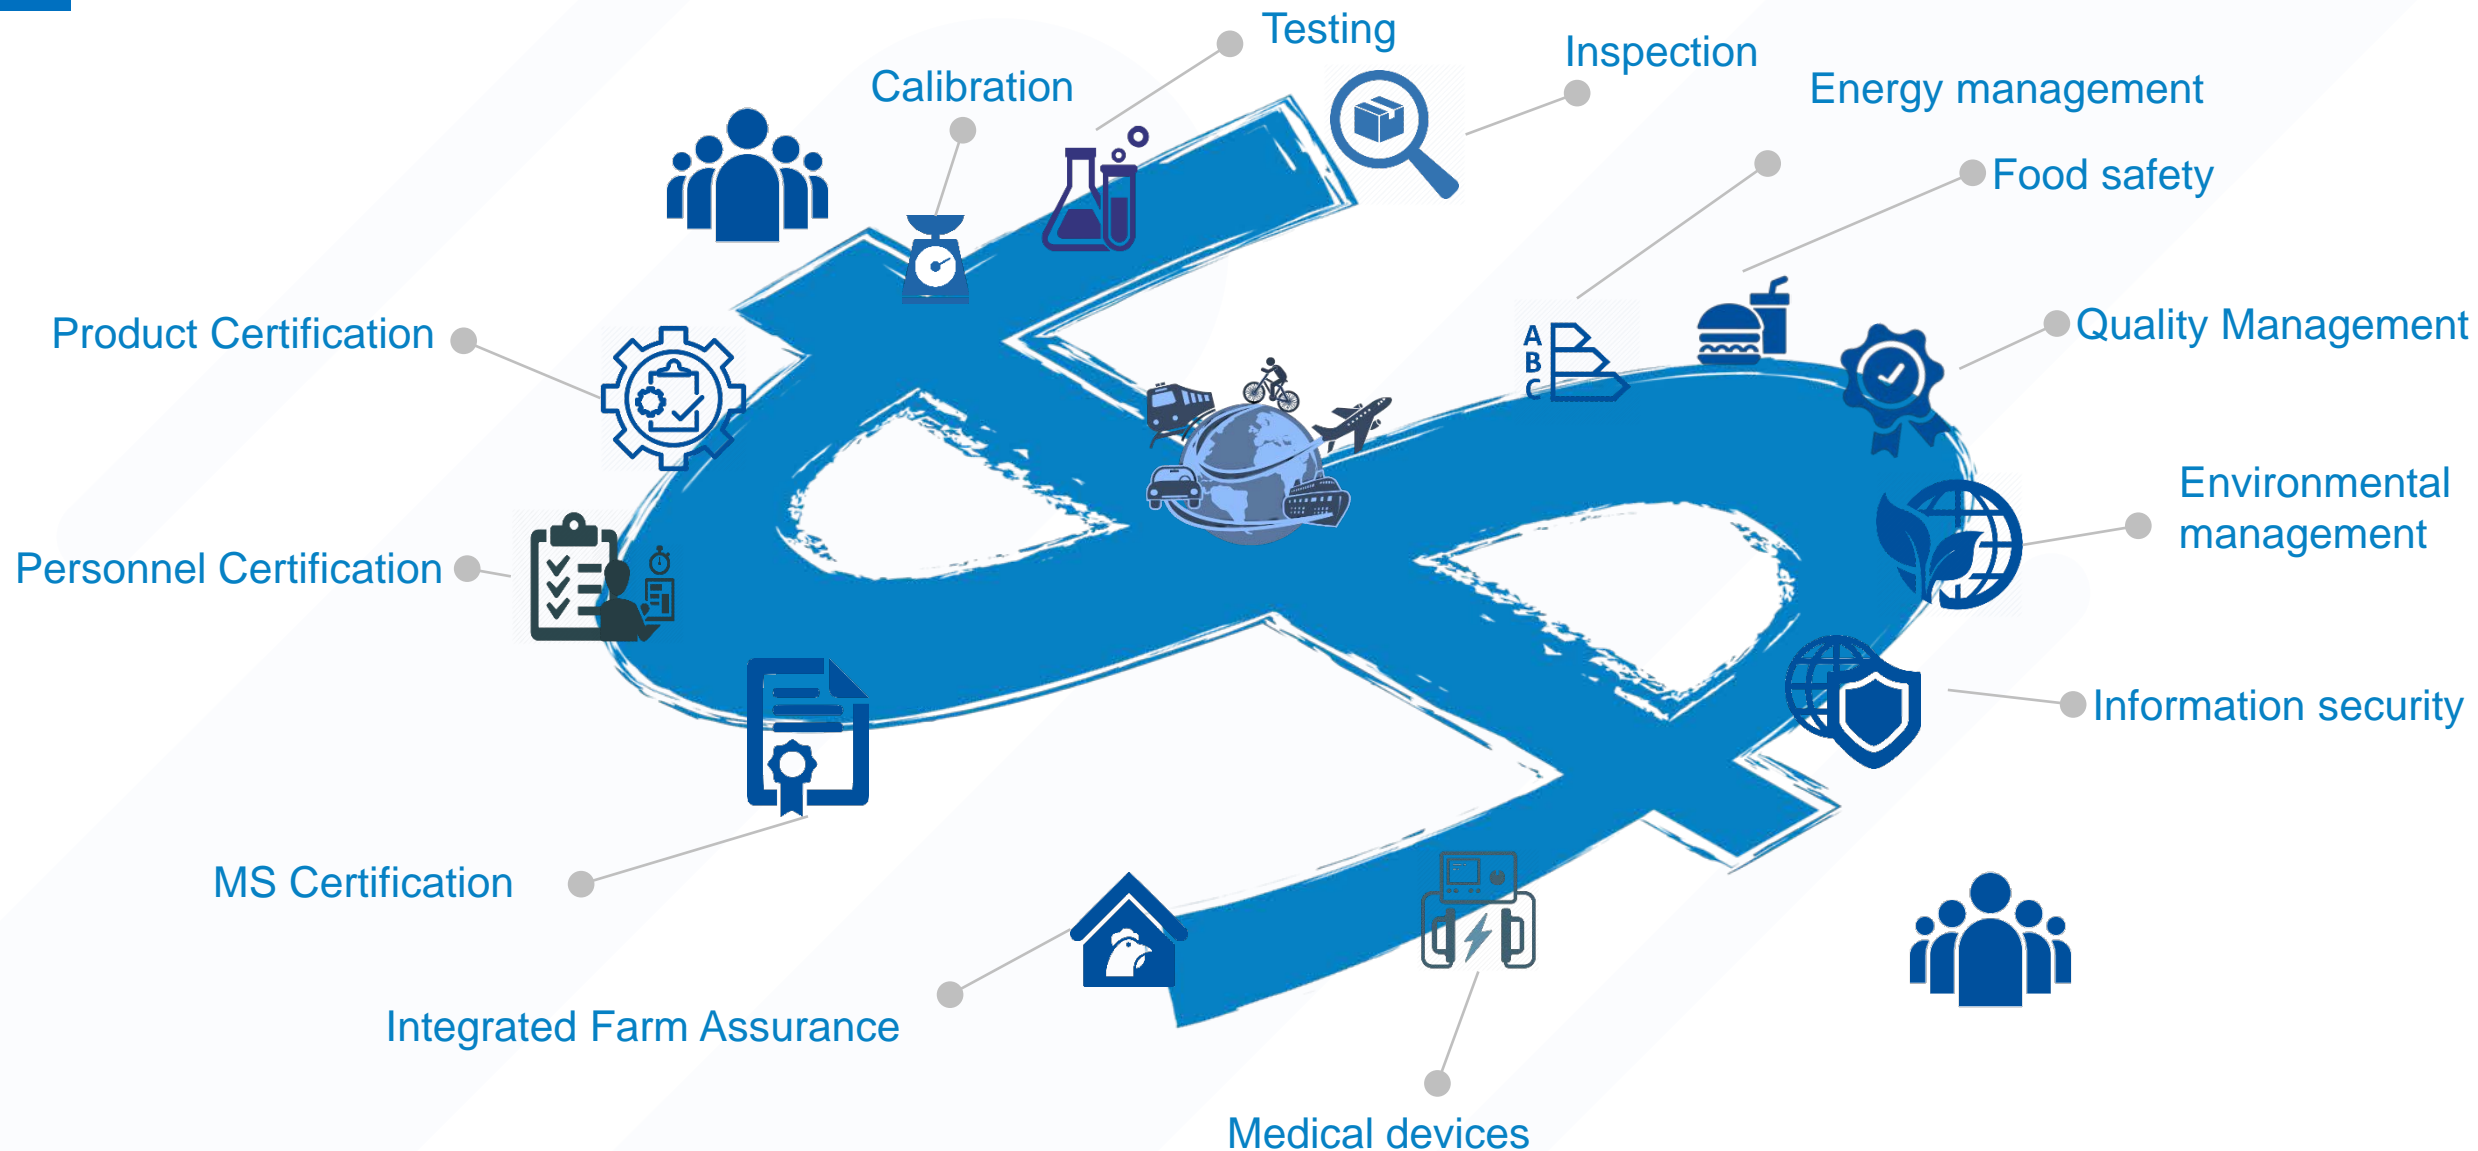 Testing
Inspection
Calibration
Energy management
Food safety
Product Certification
Quality Management
A
B
C
Environmental
management
Personnel Certification
Information security
MS Certification
Integrated Farm Assurance
Medical devices